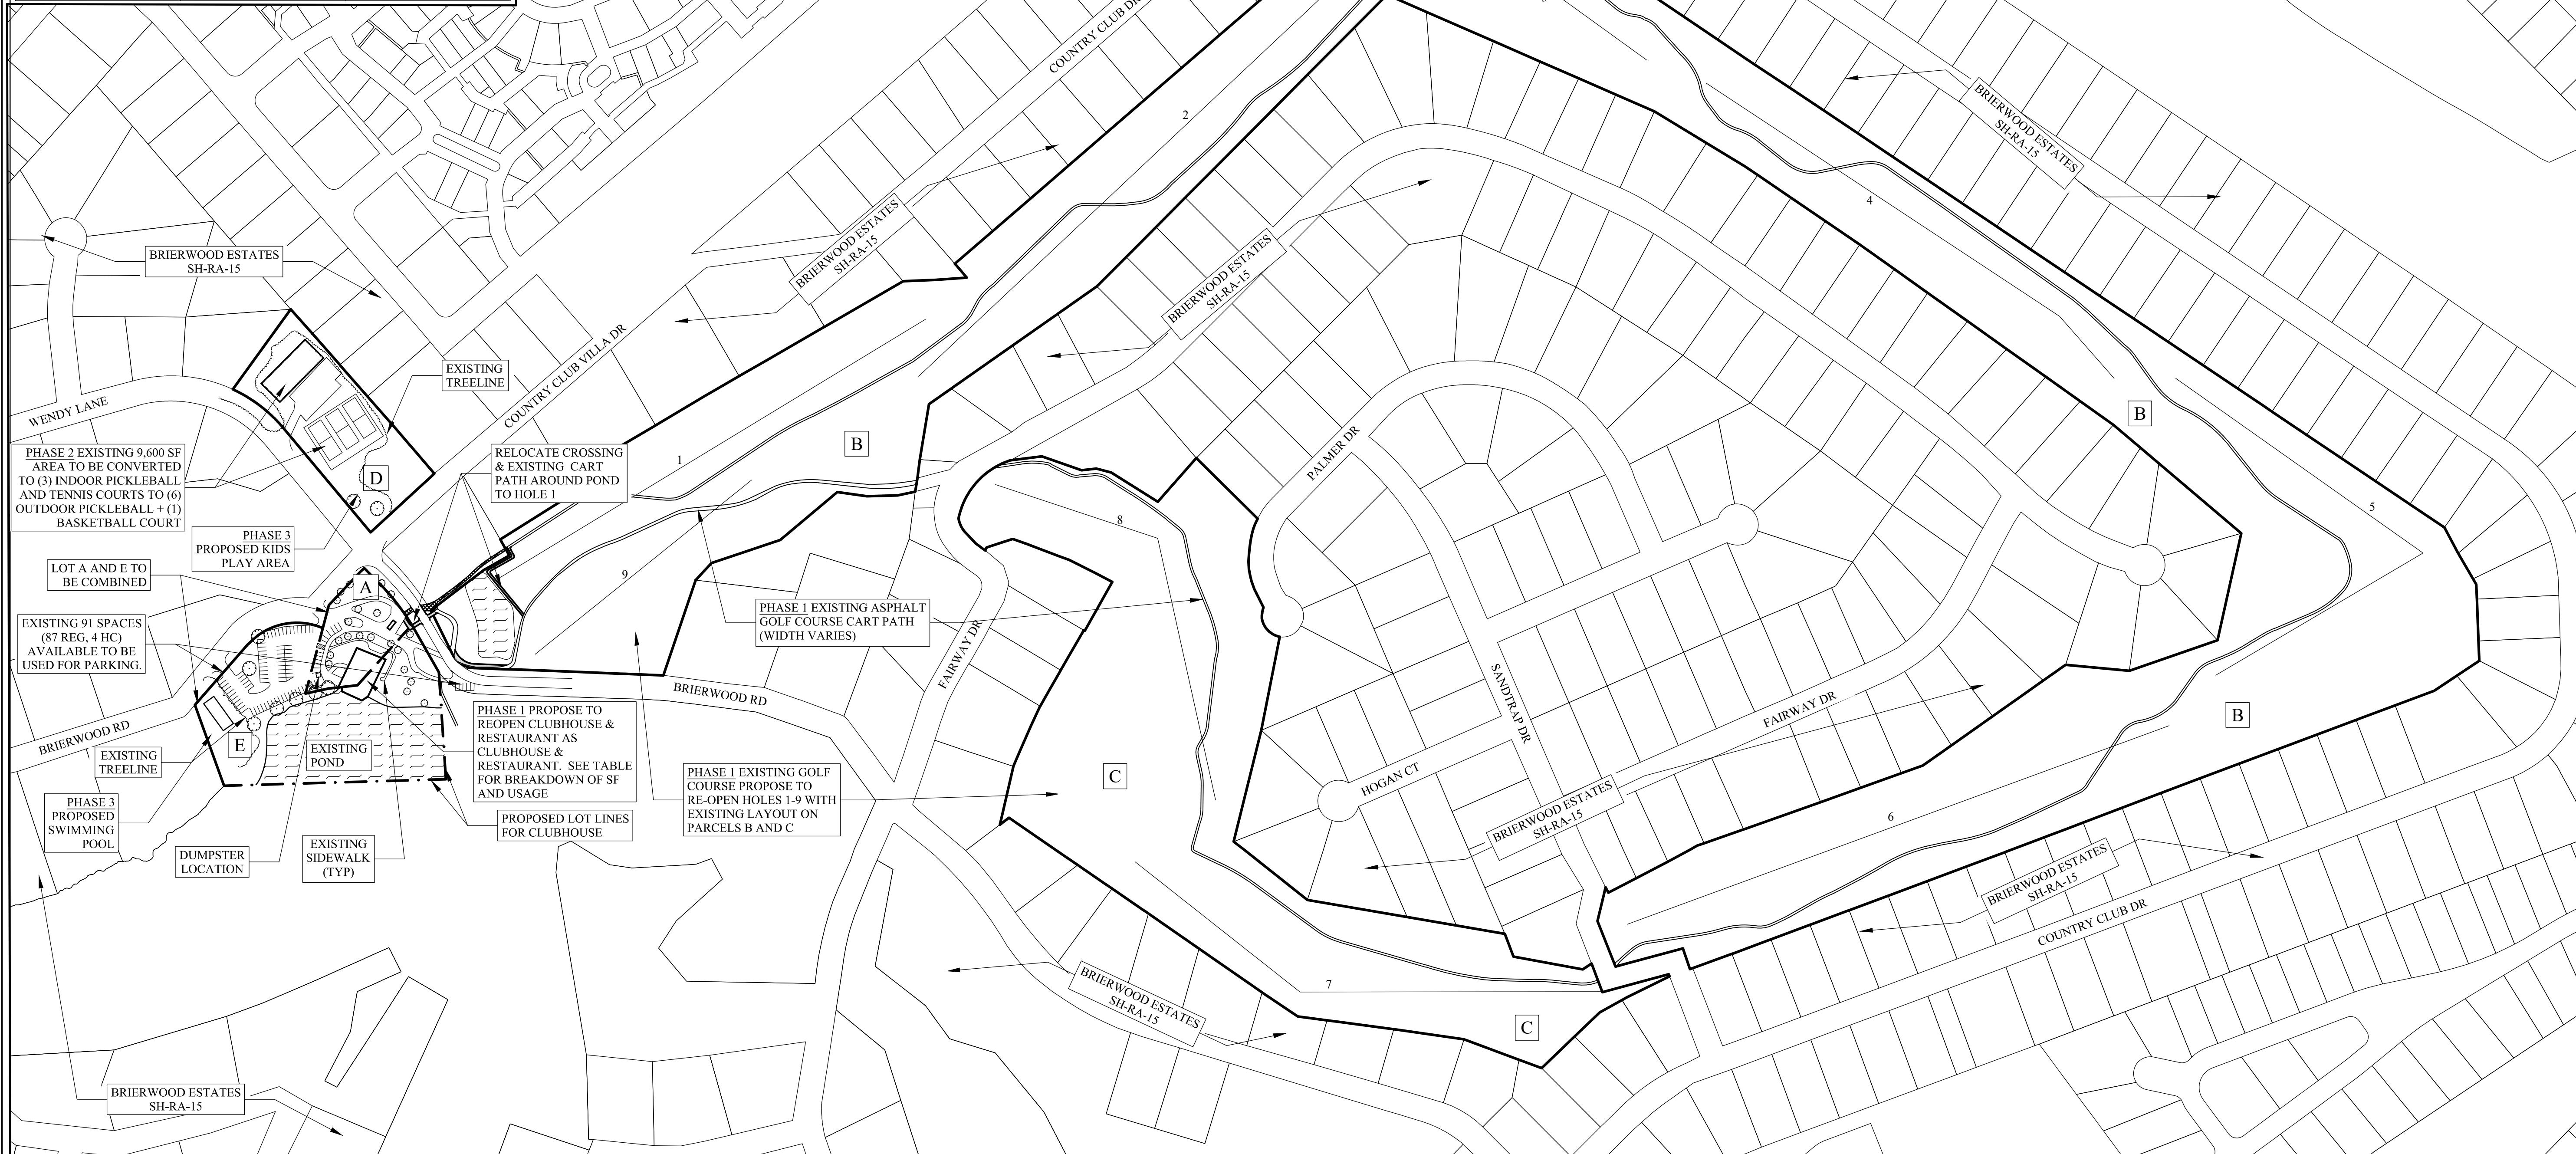 COUNTRY CLUB DR
2
BRIERWOOD ESTATES
SH-RA-15
4
BRIERWOOD ESTATES
SH-RA-15
BRIERWOOD ESTATES
SH-RA-15
BRIERWOOD ESTATES
SH-RA-15
EXISTING
TREELINE
COUNTRY CLUB VILLA DR
WENDY LANE
PHASE 2 EXISTING 9,600 SF
AREA TO BE CONVERTED
TO (3) INDOOR PICKLEBALL
AND TENNIS COURTS TO (6)
OUTDOOR PICKLEBALL + (1)
BASKETBALL COURT
D
RELOCATE CROSSING
& EXISTING CART
PATH AROUND POND
TO HOLE 1
1
B
PALMER DR
B
5
8
PHASE 3
PROPOSED KIDS
PLAY AREA
LOT A AND E TO
BE COMBINED
A
9
PHASE 1 EXISTING ASPHALT
GOLF COURSE CART PATH
(WIDTH VARIES)
EXISTING 91 SPACES
(87 REG, 4 HC)
AVAILABLE TO BE
USED FOR PARKING.
FAIRWAY DR
SANDTRAP DR
BRIERWOOD RD
FAIRWAY DR
B
BRIERWOOD RD
E
EXISTING
POND
EXISTING
TREELINE
PHASE 1 PROPOSE TO
REOPEN CLUBHOUSE &
RESTAURANT AS
CLUBHOUSE &
RESTAURANT. SEE TABLE
FOR BREAKDOWN OF SF
AND USAGE
PHASE 1 EXISTING GOLF
COURSE PROPOSE TO
RE-OPEN HOLES 1-9 WITH
EXISTING LAYOUT ON
PARCELS B AND C
C
HOGAN CT
BRIERWOOD ESTATES
SH-RA-15
6
PHASE 3
PROPOSED
SWIMMING
POOL
PROPOSED LOT LINES
FOR CLUBHOUSE
DUMPSTER
LOCATION
EXISTING
SIDEWALK
(TYP)
BRIERWOOD ESTATES
SH-RA-15
COUNTRY CLUB DR
7
BRIERWOOD ESTATES
SH-RA-15
C
BRIERWOOD ESTATES
SH-RA-15